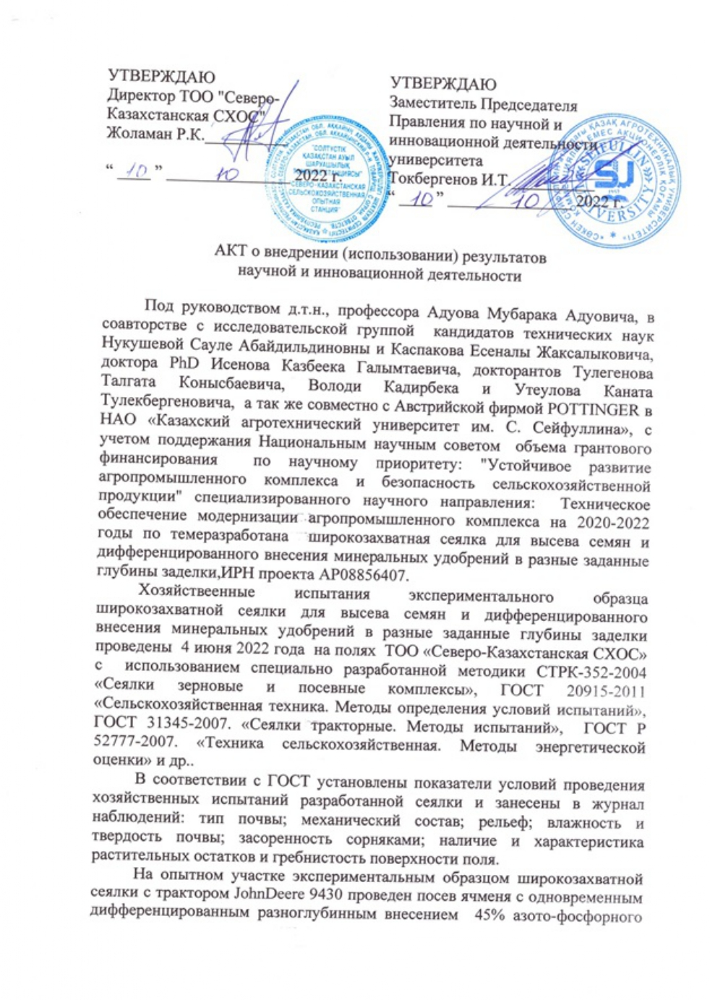 УТВЕРЖДАЮ
Директор ТОО "Северо-
Казахстанская СХОС"
Жоламан Р.К.
“ 10 ” 10 2022 г.
УТВЕРЖДАЮ
Заместитель Председателя
Правления по научной и
инновационной деятельности
университета
Токбергенов И.Т.
“ 10 ” 10 2022 г.
"СОЛТҮСТІК
ҚАЗАҚСТАН АУЫЛ
ШАРУАШЫЛЫҚ
СЕВЕРО-КАЗАХСТАНСКАЯ
СЕЛЬСКОХОЗЯЙСТВЕННАЯ
ОПЫТНАЯ
СТАНЦИЯ"
SJ
UNIVERSITY
АКТ о внедрении (использовании) результатов
научной и инновационной деятельности
Под руководством д.т.н., профессора Адуова Мубарака Адуовича, в
соавторстве с исследовательской группой кандидатов технических наук
Нукушевой Сауле Абайдильдиновны и Каспакова Есеналы Жаксалыковича,
доктора PhD Исенова Казбеека Галымтаевича, докторантов Тулегенова
Талгата Конысбаевича, Володи Кадирбека и Утеулова Каната
Тулекбергеновича, а так же совместно с Австрийской фирмой POTTINGER в
НАО «Казахский агротехнический университет им. С. Сейфуллина», с
учетом поддержания Национальным научным советом объема грантового
финансирования по научному приоритету: "Устойчивое развитие
агропромышленного комплекса и безопасность сельскохозяйственной
продукции" специализированного научного направления: Техническое
обеспечение модернизации агропромышленного комплекса на 2020-2022
годы по темеразработана широкозахватная сеялка для высева семян и
дифференцированного внесения минеральных удобрений в разные заданные
глубины заделки,ИРН проекта АР08856407.
Хозяйствеенные испытания экспериментального образца
широкозахватной сеялки для высева семян и дифференцированного
внесения минеральных удобрений в разные заданные глубины заделки
проведены 4 июня 2022 года на полях ТОО «Северо-Казахстанская СХОС»
с использованием специально разработанной методики СТРК-352-2004
«Сеялки зерновые и посевные комплексы», ГОСТ 20915-2011
«Сельскохозяйственная техника. Методы определения условий испытаний»,
ГОСТ 31345-2007. «Сеялки тракторные. Методы испытаний», ГОСТ Р
52777-2007. «Техника сельскохозяйственная. Методы энергетической
оценки» и др..
В соответствии с ГОСТ установлены показатели условий проведения
хозяйственных испытаний разработанной сеялки и занесены в журнал
наблюдений: тип почвы; механический состав; рельеф; влажность и
твердость почвы; засоренность сорняками; наличие и характеристика
растительных остатков и гребнистость поверхности поля.
На опытном участке экспериментальным образцом широкозахватной
сеялки с трактором JohnDeere 9430 проведен посев ячменя с одновременным
дифференцированным разноглубинным внесением 45% азото-фосфорного